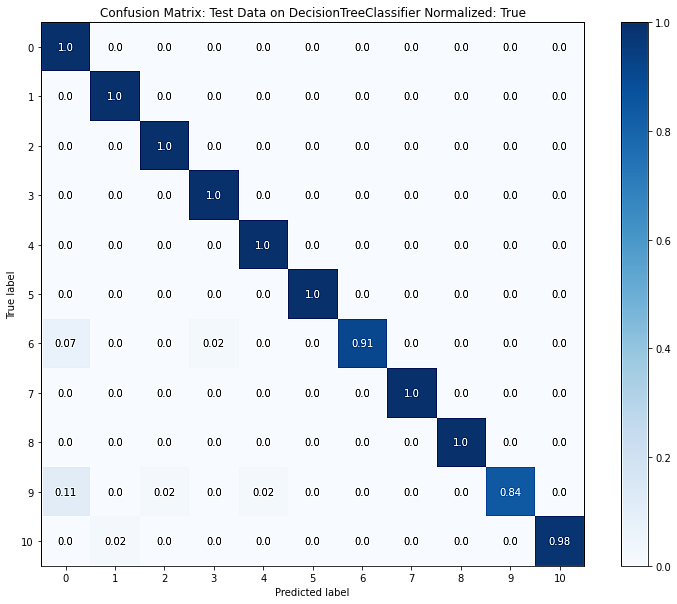 Confusion Matrix: Test Data on DecisionTreeClassifier Normalized: True
True label
0 1.0 0.0 0.0 0.0 0.0 0.0 0.0 0.0 0.0 0.0 0.0
1 0.0 1.0 0.0 0.0 0.0 0.0 0.0 0.0 0.0 0.0 0.0
2 0.0 0.0 1.0 0.0 0.0 0.0 0.0 0.0 0.0 0.0 0.0
3 0.0 0.0 0.0 1.0 0.0 0.0 0.0 0.0 0.0 0.0 0.0
4 0.0 0.0 0.0 0.0 1.0 0.0 0.0 0.0 0.0 0.0 0.0
5 0.0 0.0 0.0 0.0 0.0 1.0 0.0 0.0 0.0 0.0 0.0
6 0.07 0.0 0.0 0.02 0.0 0.0 0.91 0.0 0.0 0.0 0.0
7 0.0 0.0 0.0 0.0 0.0 0.0 0.0 1.0 0.0 0.0 0.0
8 0.0 0.0 0.0 0.0 0.0 0.0 0.0 0.0 1.0 0.0 0.0
9 0.11 0.0 0.02 0.0 0.02 0.0 0.0 0.0 0.0 0.84 0.0
10 0.0 0.02 0.0 0.0 0.0 0.0 0.0 0.0 0.0 0.0 0.98
0 1 2 3 4 5 6 7 8 9 10
Predicted label
1.0
0.8
0.6
0.4
0.2
0.0